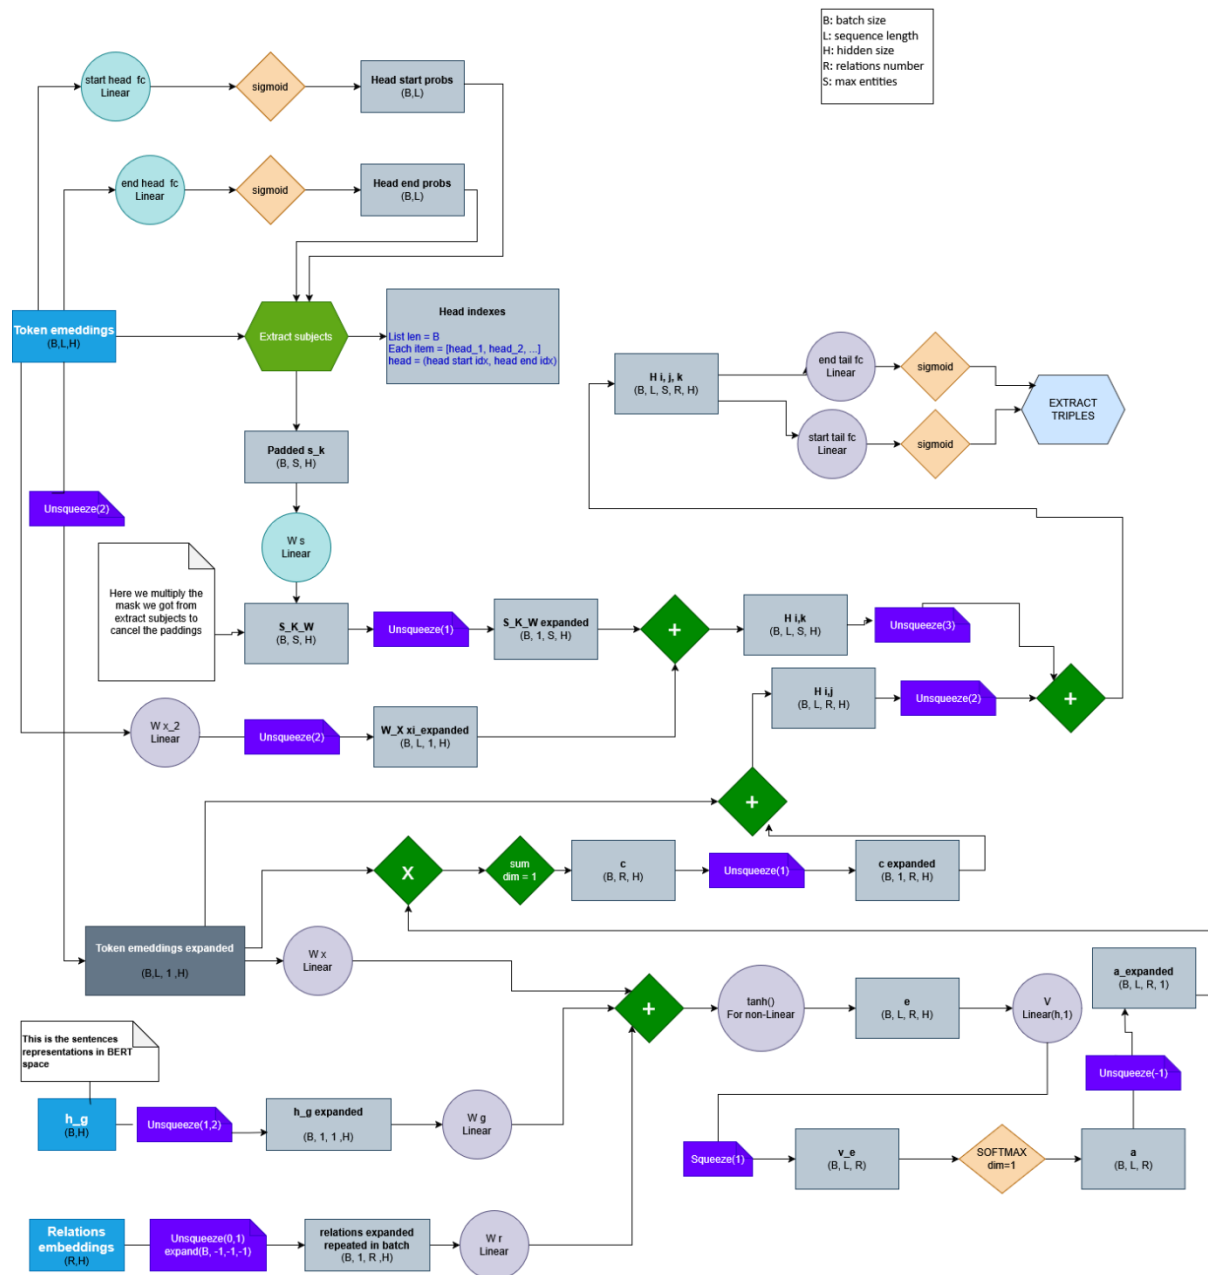 B: batch size
L: sequence length
H: hidden size
R: relations number
S: max entities
start head fc
Linear
sigmoid
Head start probs
(B,L)
end head fc
Linear
sigmoid
Head end probs
(B,L)
Token emeddings
(B,L,H)
Extract subjects
Head indexes
List len = B
Each item = [head_1, head_2, ...]
head = (head start idx, head end idx)
H i, j, k
(B, L, S, R, H)
end tail fc
Linear
sigmoid
start tail fc
Linear
sigmoid
EXTRACT
TRIPLES
Padded s_k
(B, S, H)
Unsqueeze(2)
W s
Linear
Here we multiply the
mask we got from
extract subjects to
cancel the paddings
S_K_W
(B, S, H)
Unsqueeze(1)
S_K_W expanded
(B, 1, S, H)
+
H i,k
(B, L, S, H)
Unsqueeze(3)
H i,j
(B, L, R, H)
Unsqueeze(2)
+
W x_2
Linear
Unsqueeze(2)
W_X xi_expanded
(B, L, 1, H)
+
X
sum
dim = 1
c
(B, R, H)
Unsqueeze(1)
c expanded
(B, 1, R, H)
Token emeddings expanded
(B,L, 1 ,H)
W x
Linear
+
tanh()
For non-Linear
e
(B, L, R, H)
V
Linear(h,1)
a_expanded
(B, L, R, 1)
This is the sentences
representations in BERT
space
h_g
(B,H)
Unsqueeze(1,2)
h_g expanded
(B, 1, 1 ,H)
W g
Linear
Unsqueeze(-1)
Squeeze(1)
v_e
(B, L, R)
SOFTMAX
dim=1
a
(B, L, R)
Relations
embeddings
(R,H)
Unsqueeze(0,1)
expand(B, -1,-1,-1)
relations expanded
repeated in batch
(B, 1, R ,H)
W r
Linear